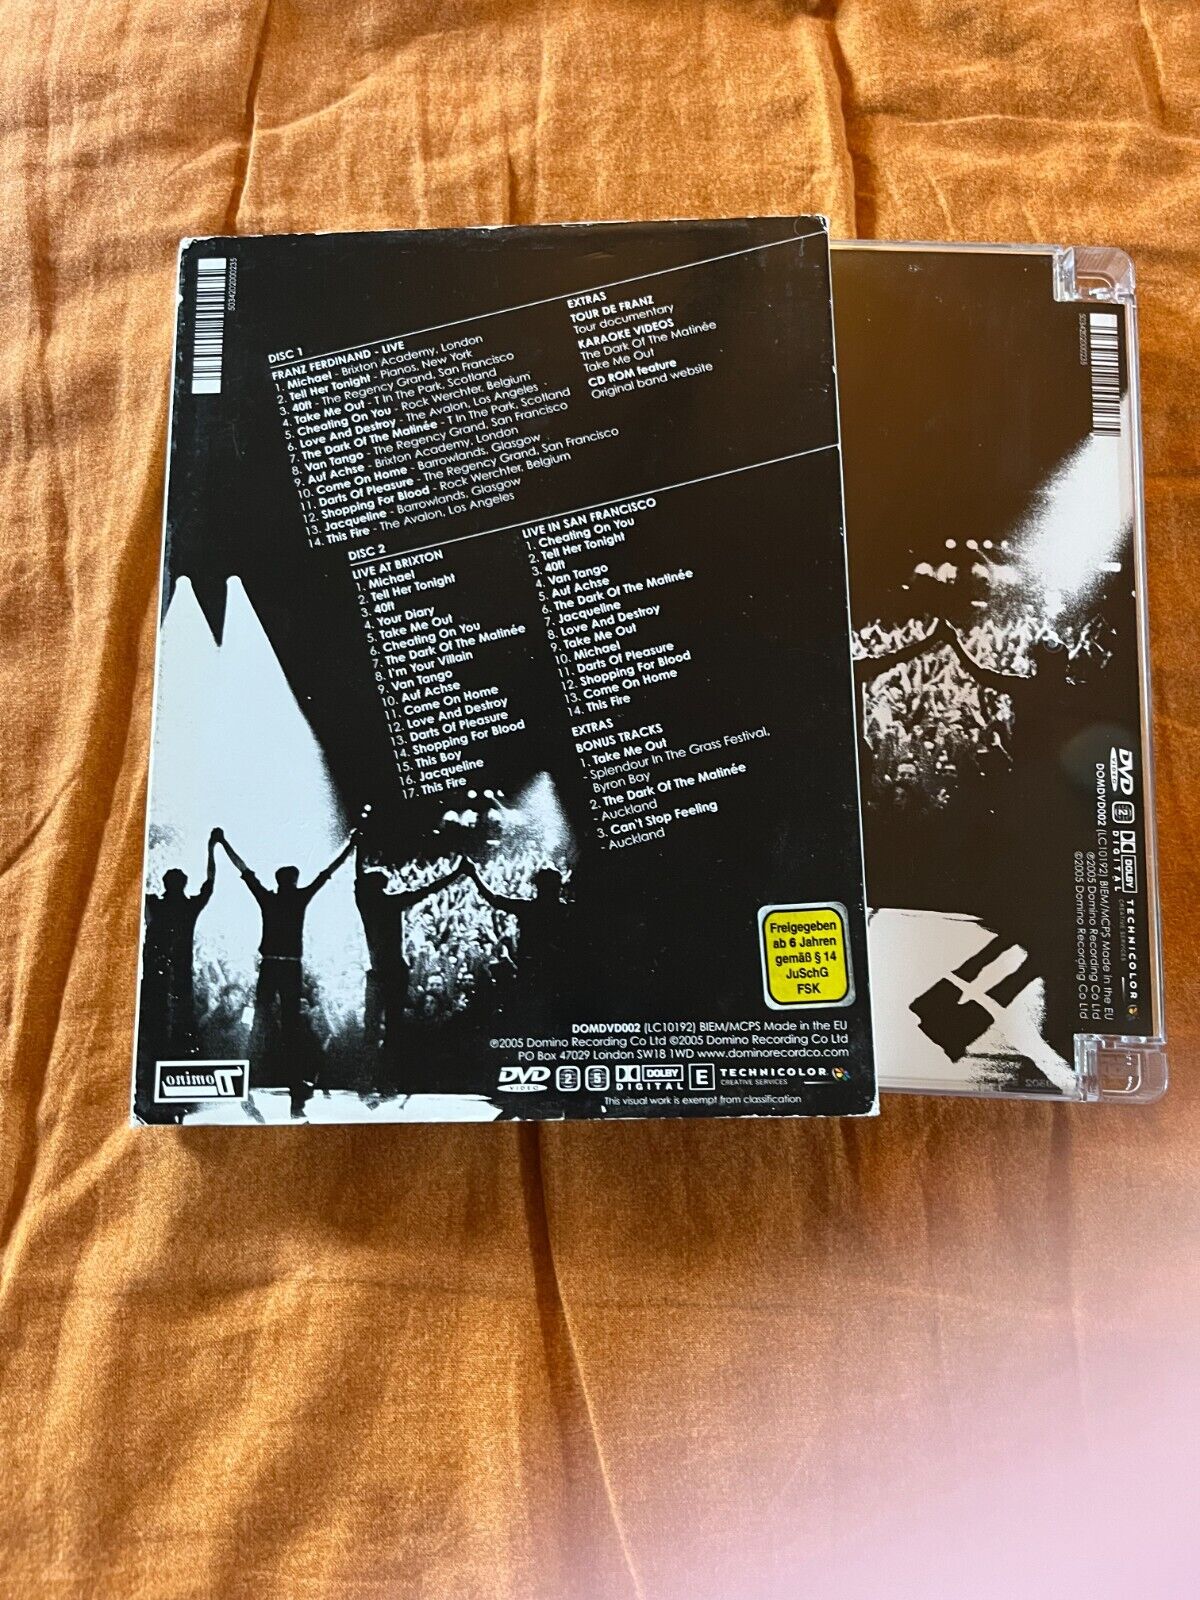 5034202000235
DISC 1
FRANZ FERDINAND - LIVE
1. Michael - Brixton Academy, London
2. Tell Her Tonight - Pianos, New York
3. 40ft - The Regency Grand, San Francisco
4. Take Me Out - T In The Park, Scotland
5. Cheating On You - Rock Werchter, Belgium
6. Love And Destroy - The Avalon, Los Angeles
7. The Dark Of The Matinée - T In The Park, Scotland
8. Van Tango - The Regency Grand, San Francisco
9. Auf Achse - Brixton Academy, London
10. Come On Home - Barrowlands, Glasgow
11. Darts Of Pleasure - The Regency Grand, San Francisco
12. Shopping For Blood - Rock Werchter, Belgium
13. Jacqueline - Barrowlands, Glasgow
14. This Fire - The Avalon, Los Angeles
EXTRAS
TOUR DE FRANZ
Tour documentary
KARAOKE VIDEOS
The Dark Of The Matinée
Take Me Out
CD ROM feature
Original band website
DISC 2
LIVE AT BRIXTON
1. Michael
2. Tell Her Tonight
3. 40ft
4. Your Diary
5. Take Me Out
6. Cheating On You
7. The Dark Of The Matinée
8. I'm Your Villain
9. Van Tango
10. Auf Achse
11. Come On Home
12. Love And Destroy
13. Darts Of Pleasure
14. Shopping For Blood
15. This Boy
16. Jacqueline
17. This Fire
LIVE IN SAN FRANCISCO
1. Cheating On You
2. Tell Her Tonight
3. 40ft
4. Van Tango
5. Auf Achse
6. The Dark Of The Matinée
7. Jacqueline
8. Love And Destroy
9. Take Me Out
10. Michael
11. Darts Of Pleasure
12. Shopping For Blood
13. Come On Home
14. This Fire
EXTRAS
BONUS TRACKS
1. Take Me Out
- Splendour In The Grass Festival,
Byron Bay
2. The Dark Of The Matinée
- Auckland
3. Can't Stop Feeling
- Auckland
Freigegeben
ab 6 Jahren
gemäß § 14
JuSchG
FSK
DOMDVD002 (LC10192) BIEM/MCPS Made in the EU
℗2005 Domino Recording Co Ltd ©2005 Domino Recording Co Ltd
PO Box 47029 London SW18 1WD www.dominorecordco.com
DVD VIDEO 2 5 DOLBY DIGITAL E TECHNICOLOR CREATIVE SERVICES
This visual work is exempt from classification
Domino
5034202000235
DVD VIDEO 2 DOLBY DIGITAL TECHNICOLOR CREATIVE SERVICES
DOMDVD002 (LC10192) BIEM/MCPS Made in the EU
℗2005 Domino Recording Co Ltd
©2005 Domino Recording Co Ltd